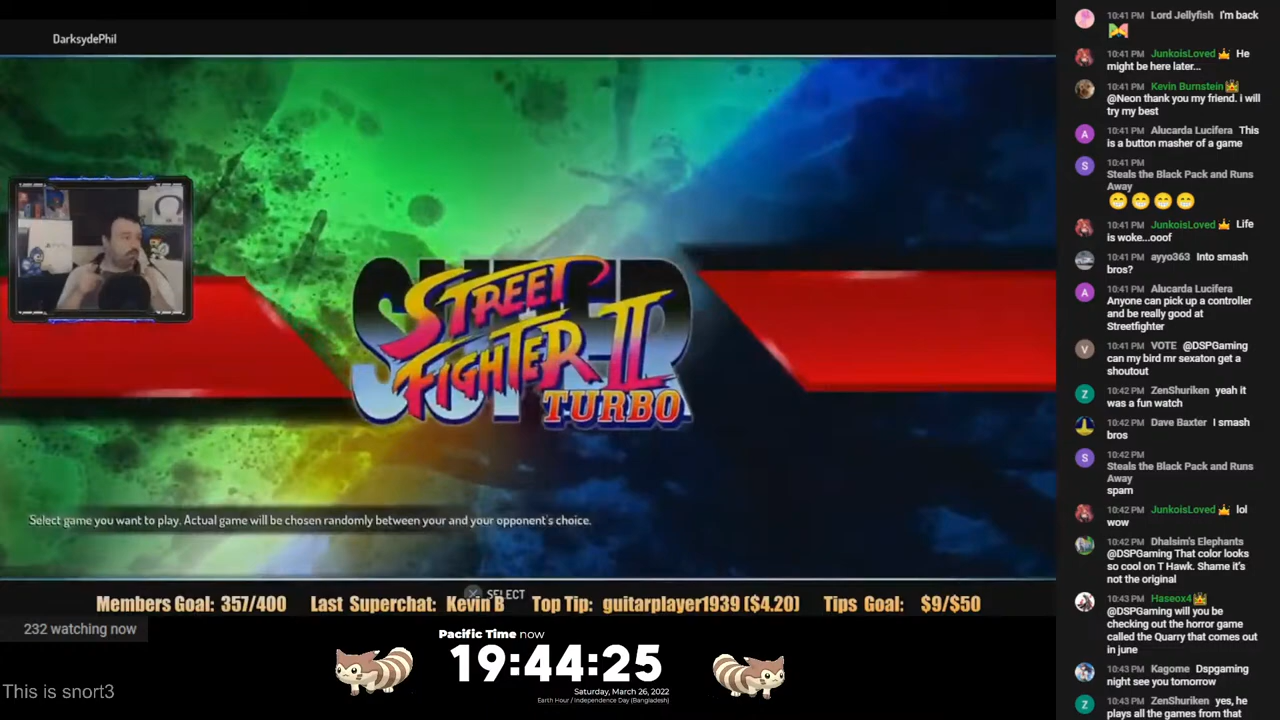 DarksydePhil
SUPER
STREET
FIGHTER II
TURBO
Select game you want to play. Actual game will be chosen randomly between your and your opponent's choice.
SELECT
Members Goal: 357/400 Last Superchat: Kevin B Top Tip: guitarplayer1939 ($4.20) Tips Goal: $9/$50
232 watching now
Pacific Time now
19:44:25
Saturday, March 26, 2022
Earth Hour / Independence Day (Bangladesh)
This is snort3
10:41 PM Lord Jellyfish I'm back
10:41 PM JunkoisLoved He
might be here later...
10:41 PM Kevin Burnstein
@Neon thank you my friend. i will
try my best
10:41 PM Alucarda Lucifera This
is a button masher of a game
10:41 PM
Steals the Black Pack and Runs
Away
10:41 PM JunkoisLoved Life
is woke...ooof
10:41 PM ayyo363 Into smash
bros?
10:41 PM Alucarda Lucifera
Anyone can pick up a controller
and be really good at
Streetfighter
10:41 PM VOTE @DSPGaming
can my bird mr sexaton get a
shoutout
10:42 PM ZenShuriken yeah it
was a fun watch
10:42 PM Dave Baxter I smash
bros
10:42 PM
Steals the Black Pack and Runs
Away
spam
10:42 PM JunkoisLoved lol
wow
10:42 PM Dhalsim's Elephants
@DSPGaming That color looks
so cool on T Hawk. Shame it's
not the original
10:43 PM Haseox4
@DSPGaming will you be
checking out the horror game
called the Quarry that comes out
in june
10:43 PM Kagome Dspgaming
night see you tomorrow
10:43 PM ZenShuriken yes, he
plays all the games from that